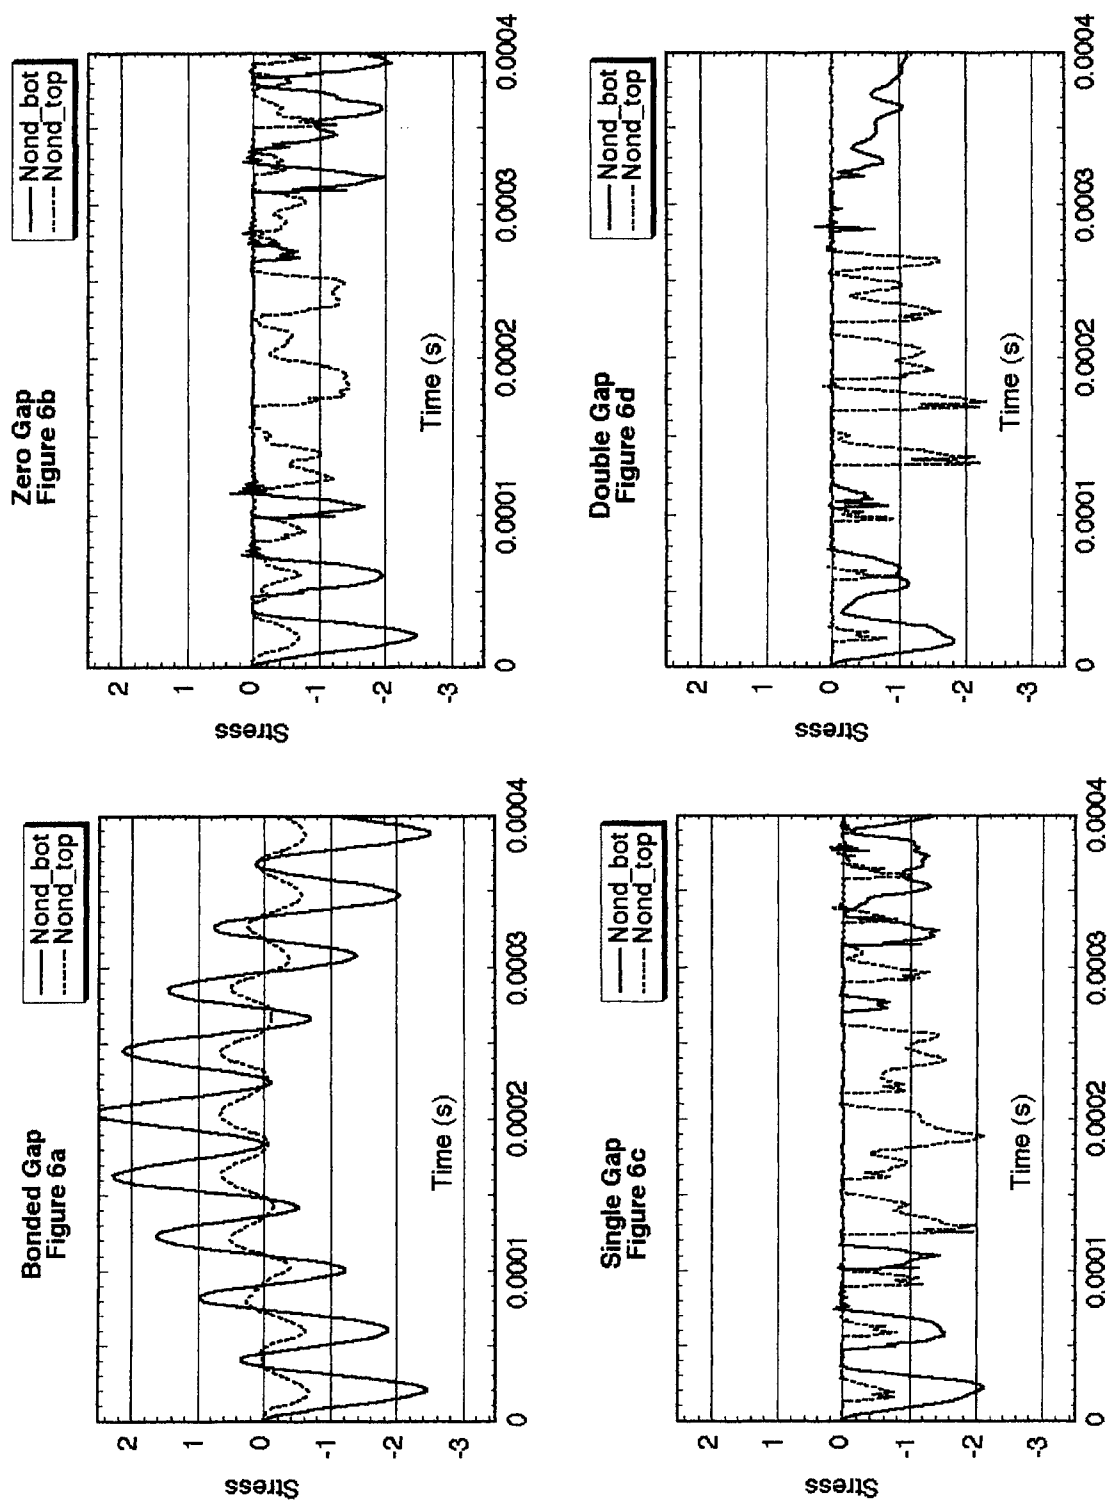 Bonded Gap
Figure 6a
Nond_bot
Nond_top
Stress
2
1
0
-1
-2
-3
0
0.0001
0.0002
0.0003
0.0004
Time (s)
Zero Gap
Figure 6b
Nond_bot
Nond_top
Stress
2
1
0
-1
-2
-3
0
0.0001
0.0002
0.0003
0.0004
Time (s)
Single Gap
Figure 6c
Nond_bot
Nond_top
Stress
2
1
0
-1
-2
-3
0
0.0001
0.0002
0.0003
0.0004
Time (s)
Double Gap
Figure 6d
Nond_bot
Nond_top
Stress
2
1
0
-1
-2
-3
0
0.0001
0.0002
0.0003
0.0004
Time (s)